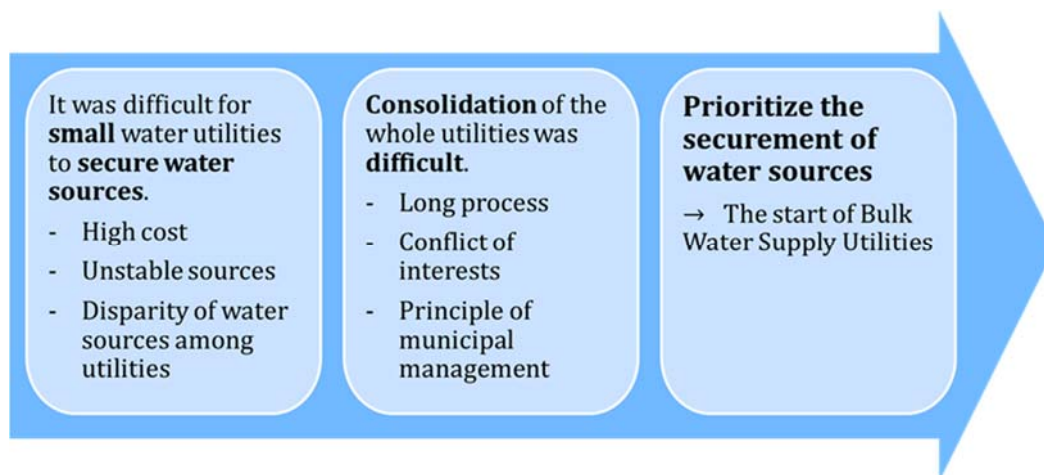 It was difficult for
small water utilities
to secure water
sources.
- High cost
- Unstable sources
- Disparity of water
sources among
utilities
Consolidation of the
whole utilities was
difficult.
- Long process
- Conflict of
interests
- Principle of
municipal
management
Prioritize the
securement of
water sources
→ The start of Bulk
Water Supply Utilities